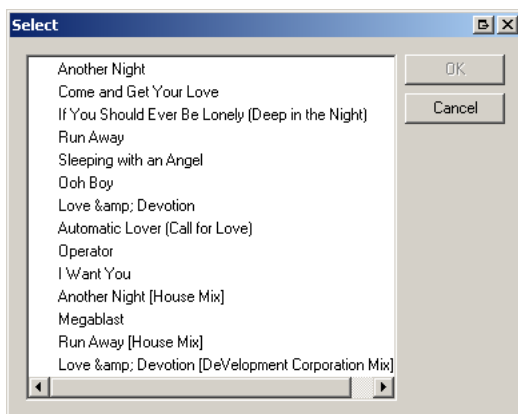 Select
Another Night
Come and Get Your Love
If You Should Ever Be Lonely (Deep in the Night)
Run Away
Sleeping with an Angel
Ooh Boy
Love &amp; Devotion
Automatic Lover (Call for Love)
Operator
I Want You
Another Night [House Mix]
Megablast
Run Away [House Mix]
Love &amp; Devotion [DeVelopment Corporation Mix]
OK
Cancel